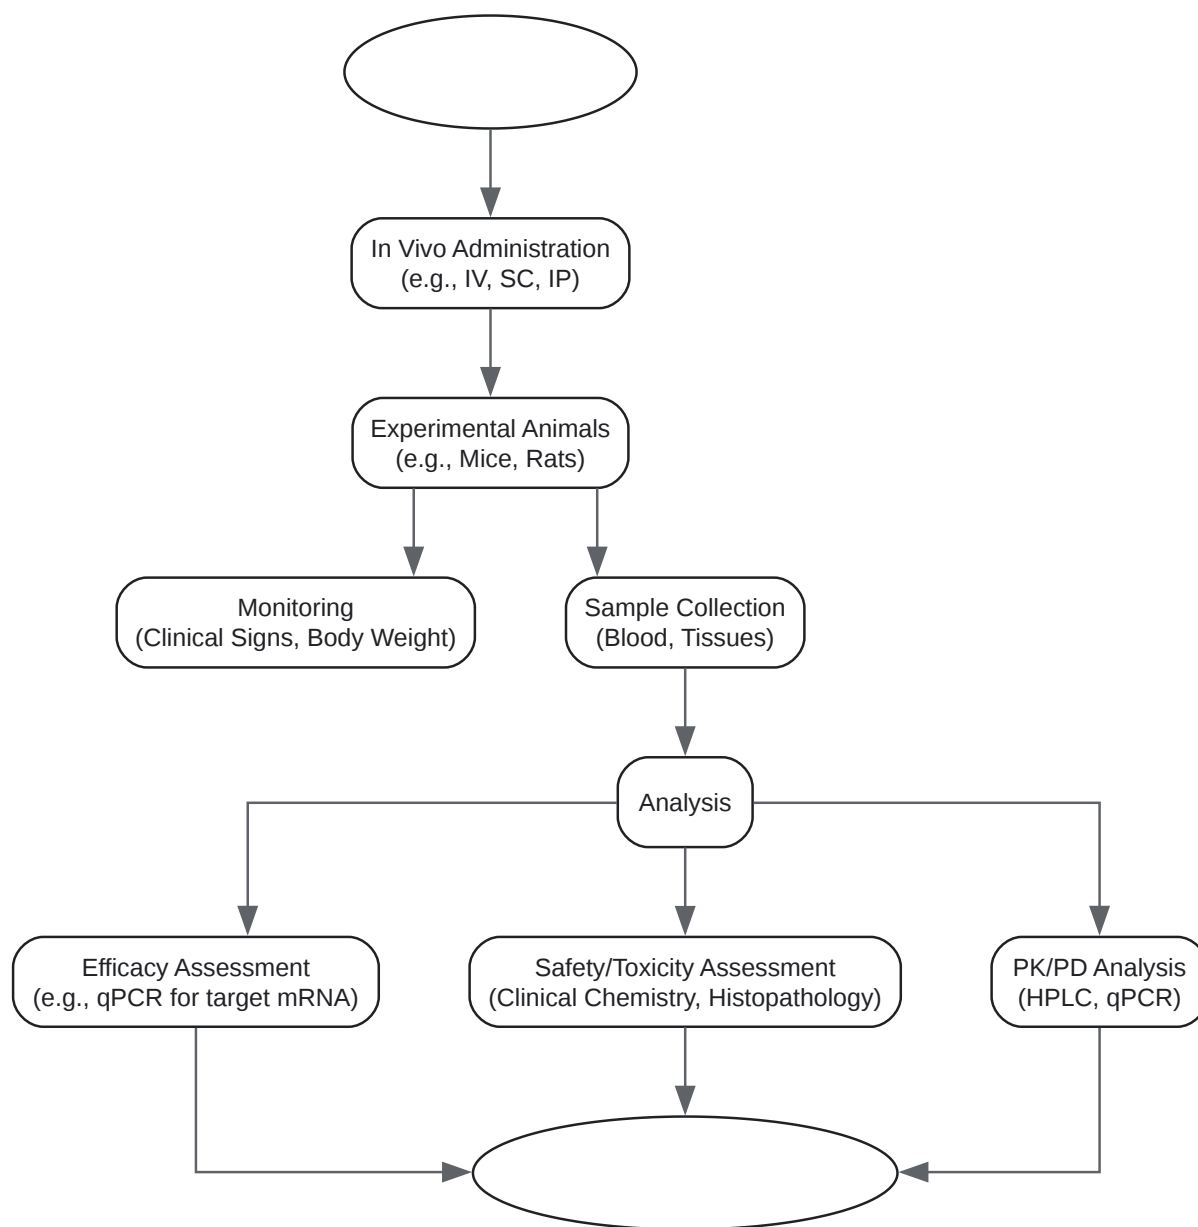 In Vivo Administration
(e.g., IV, SC, IP)
Experimental Animals
(e.g., Mice, Rats)
Monitoring
(Clinical Signs, Body Weight)
Sample Collection
(Blood, Tissues)
Analysis
Efficacy Assessment
(e.g., qPCR for target mRNA)
Safety/Toxicity Assessment
(Clinical Chemistry, Histopathology)
PK/PD Analysis
(HPLC, qPCR)